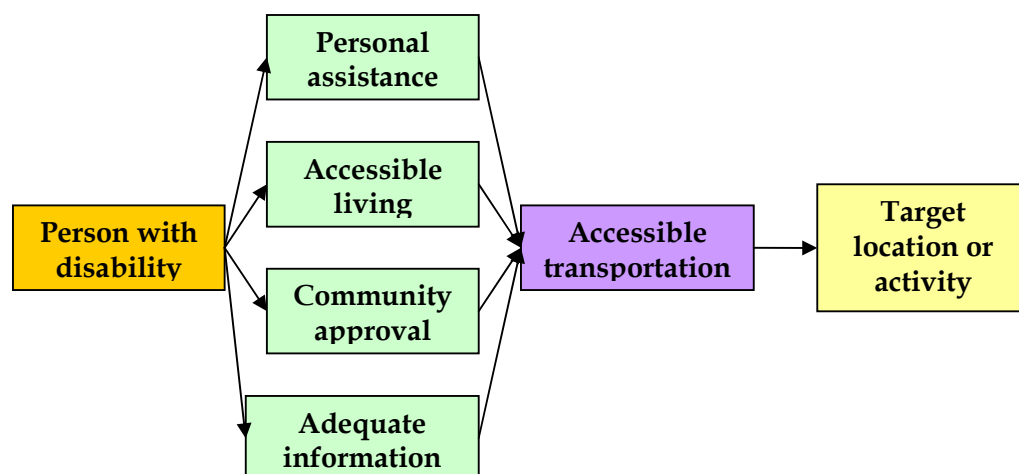 Personal
assistance
Accessible
living
Person with
disability
Community
approval
Adequate
information
Accessible
transportation
Target
location or
activity